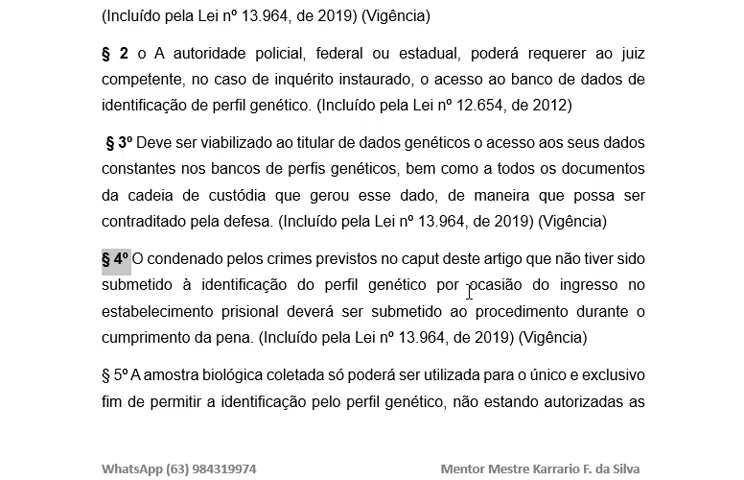 (Incluído pela Lei nº 13.964, de 2019) (Vigência)
§ 2 o A autoridade policial, federal ou estadual, poderá requerer ao juiz
competente, no caso de inquérito instaurado, o acesso ao banco de dados de
identificação de perfil genético. (Incluído pela Lei nº 12.654, de 2012)
§ 3º Deve ser viabilizado ao titular de dados genéticos o acesso aos seus dados
constantes nos bancos de perfis genéticos, bem como a todos os documentos
da cadeia de custódia que gerou esse dado, de maneira que possa ser
contraditado pela defesa. (Incluído pela Lei nº 13.964, de 2019) (Vigência)
§ 4º O condenado pelos crimes previstos no caput deste artigo que não tiver sido
submetido à identificação do perfil genético por ocasião do ingresso no
estabelecimento prisional deverá ser submetido ao procedimento durante o
cumprimento da pena. (Incluído pela Lei nº 13.964, de 2019) (Vigência)
§ 5º A amostra biológica coletada só poderá ser utilizada para o único e exclusivo
fim de permitir a identificação pelo perfil genético, não estando autorizadas as
WhatsApp (63) 984319974 Mentor Mestre Karrario F. da Silva